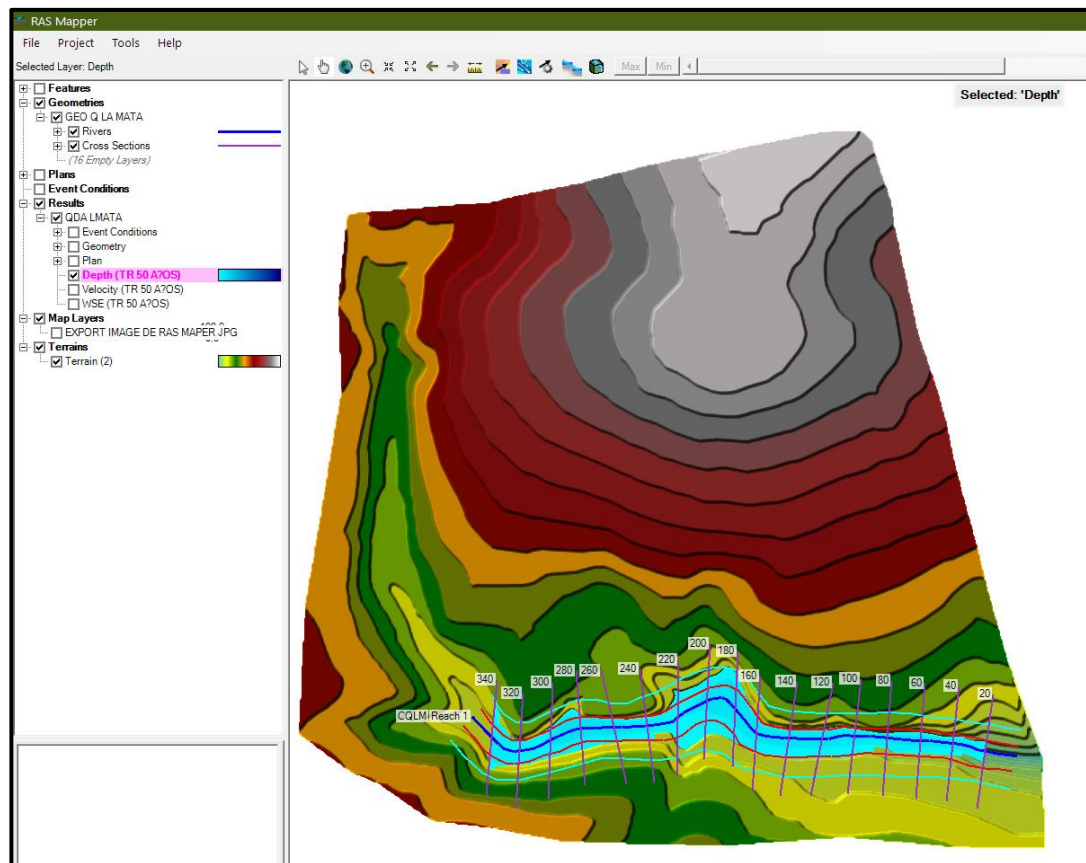 RAS Mapper
File Project Tools Help
Selected Layer: Depth
Max Min
Selected: 'Depth'
Features
Geometries
GEO Q LA MATA
Rivers
Cross Sections
(16 Empty Layers)
Plans
Event Conditions
Results
QDA LMATA
Event Conditions
Geometry
Plan
Depth (TR 50 A?OS)
Velocity (TR 50 A?OS)
WSE (TR 50 A?OS)
Map Layers
EXPORT IMAGE DE RAS MAPER JPG
Terrains
Terrain (2)
340
320
300
280
260
240
220
200
180
160
140
120
100
80
60
40
20
Reach 1